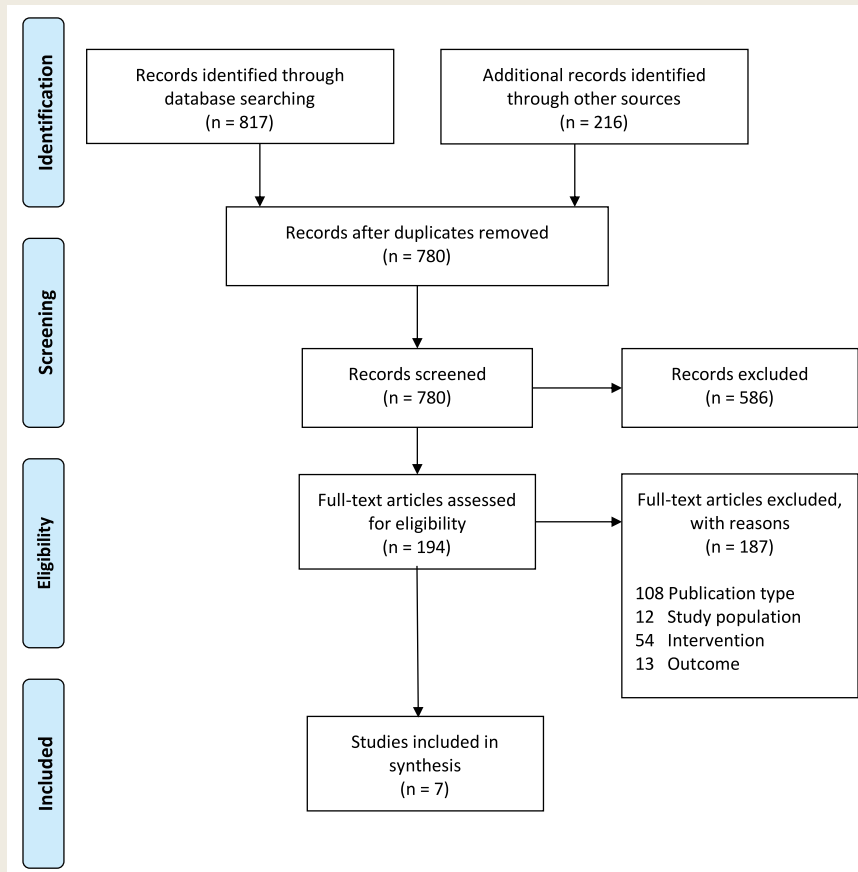 Identification
Records identified through
database searching
(n = 817)
Additional records identified
through other sources
(n = 216)
Records after duplicates removed
(n = 780)
Screening
Records screened
(n = 780)
Records excluded
(n = 586)
Eligibility
Full-text articles assessed
for eligibility
(n = 194)
Full-text articles excluded,
with reasons
(n = 187)
108 Publication type
12 Study population
54 Intervention
13 Outcome
Included
Studies included in
synthesis
(n = 7)